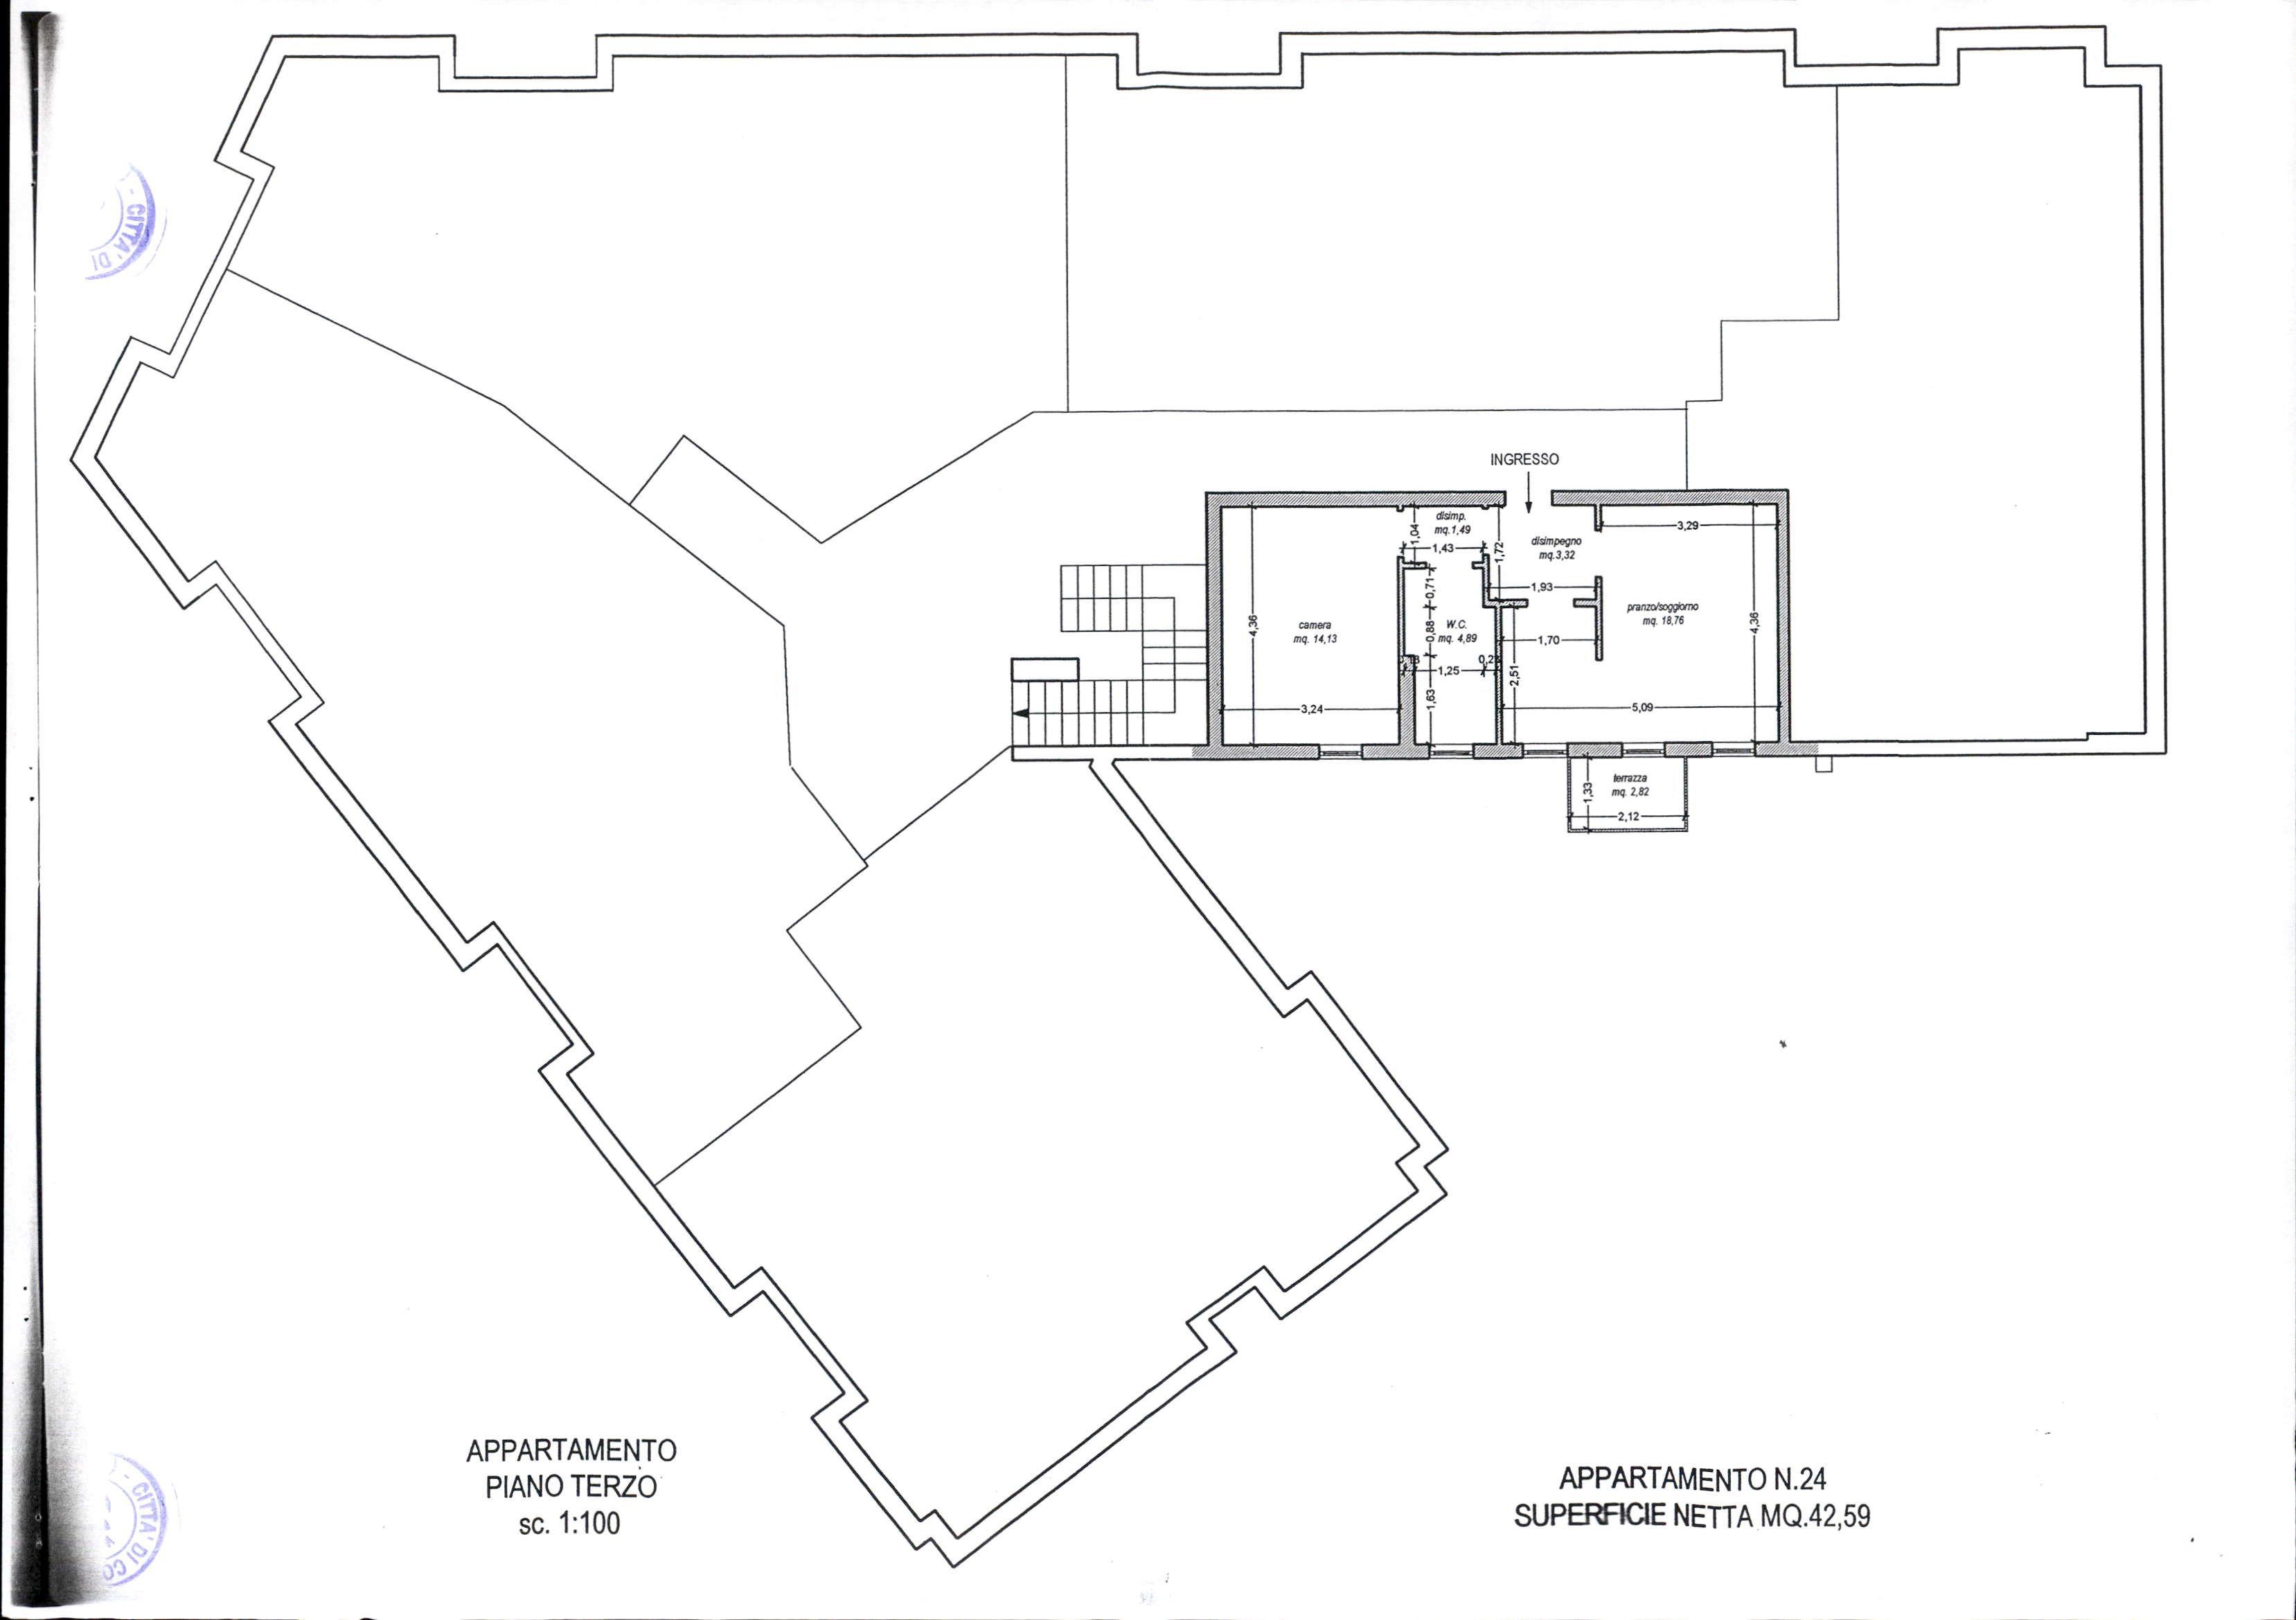 - CITTA' DI
INGRESSO
disimp.
mq.1,49
1,04
1,43
1,72
disimpegno
mq.3,32
3,29
1,93
0,71
4,36
camera
mq. 14,13
0,88
W.C.
mq. 4,89
1,70
pranzo/soggiorno
mq. 18,76
4,36
1,25
2,51
1,63
3,24
5,09
terrazza
mq. 2,82
1,33
2,12
APPARTAMENTO
PIANO TERZO
sc. 1:100
APPARTAMENTO N.24
SUPERFICIE NETTA MQ.42,59
- CITTA' DI CO